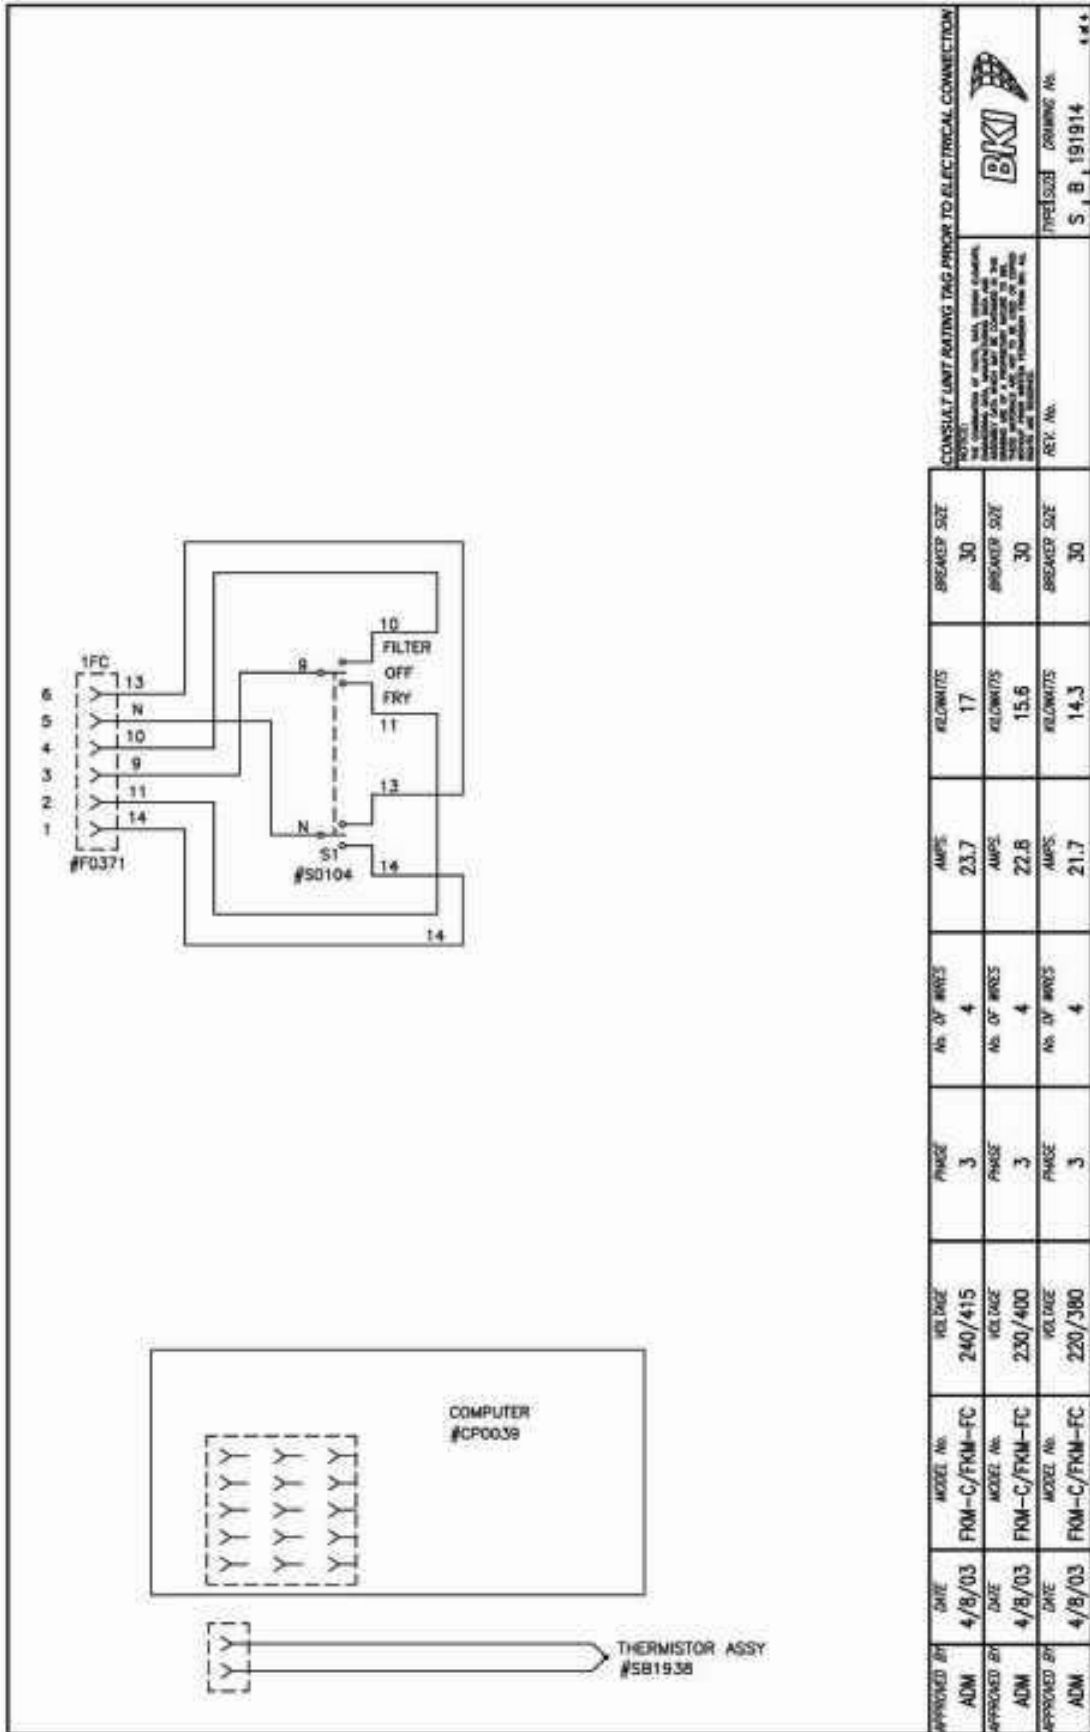 1FC
6
13
5
N
4
10
3
9
2
11
1
14
#F0371
9
10
FILTER
OFF
FRY
11
13
N
S1
#S0104
14
14
COMPUTER
#CP0039
THERMISTOR ASSY
#SB1938
APPROVED BY DATE MODEL No. VOLTAGE PHASE No. OF WIRES AMPS. KILOWATTS BREAKER SIZE
ADM 4/8/03 FKM-C/FKM-FC 240/415 3 4 23.7 17 30
APPROVED BY DATE MODEL No. VOLTAGE PHASE No. OF WIRES AMPS. KILOWATTS BREAKER SIZE
ADM 4/8/03 FKM-C/FKM-FC 230/400 3 4 22.8 15.6 30
APPROVED BY DATE MODEL No. VOLTAGE PHASE No. OF WIRES AMPS. KILOWATTS BREAKER SIZE
ADM 4/8/03 FKM-C/FKM-FC 220/380 3 4 21.7 14.3 30
CONSULT UNIT RATING TAG PRIOR TO ELECTRICAL CONNECTION
NOTICE:
BKI
REV. No.
TYPE SIZE DRAWING No.
S B 191914